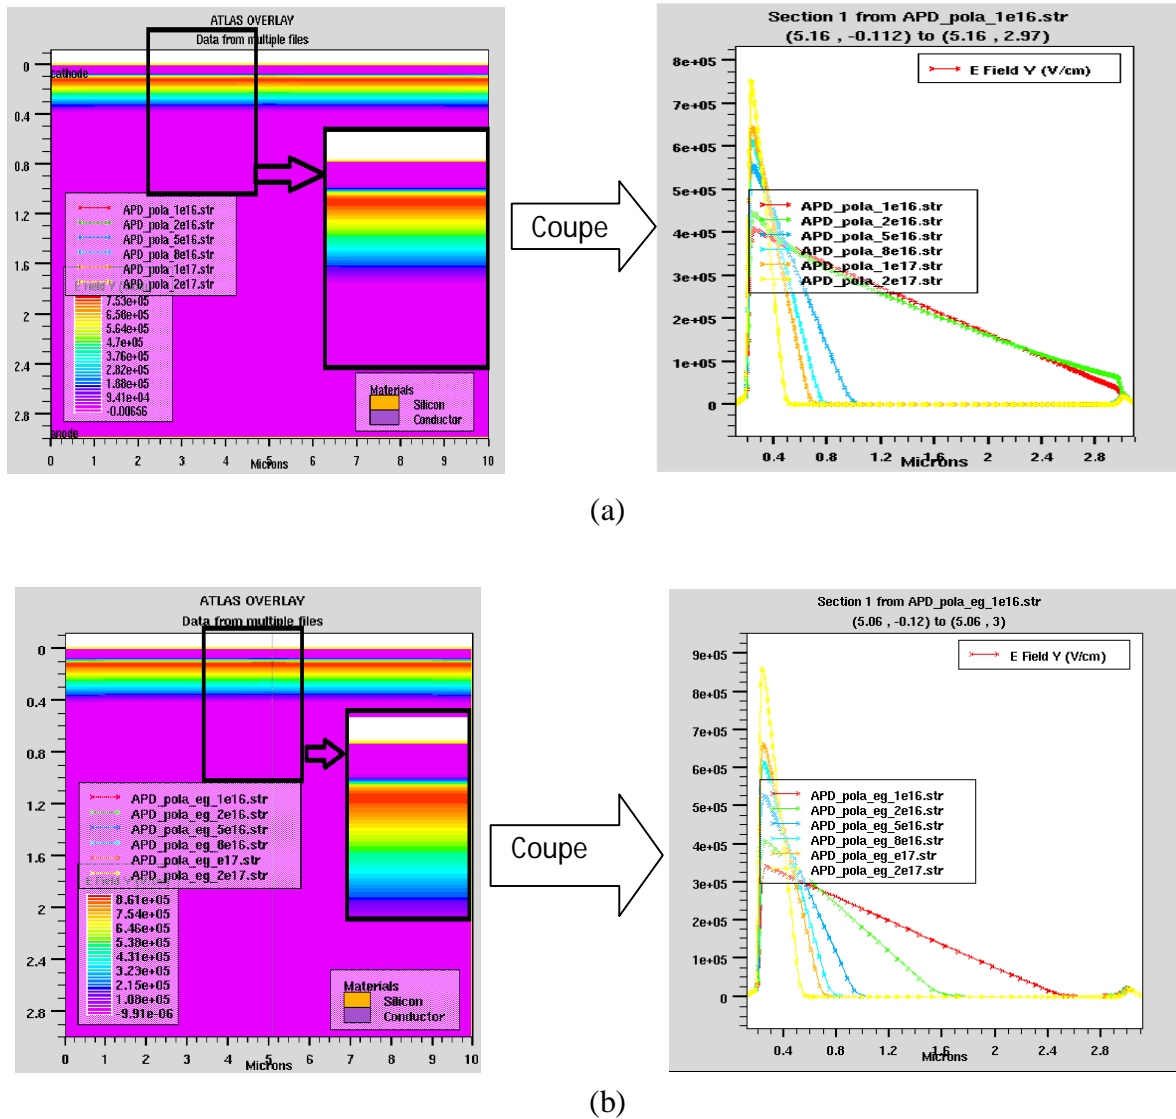 ATLAS OVERLAY
Data from multiple files
0
0.4
0.8
1.2
1.6
2
2.4
2.8
cathode
anode
APD_pola_1e16.str
APD_pola_2e16.str
APD_pola_5e16.str
APD_pola_8e16.str
APD_pola_1e17.str
APD_pola_2e17.str
E Field Y
7.53e+05
6.58e+05
5.64e+05
4.7e+05
3.76e+05
2.82e+05
1.88e+05
9.41e+04
-0.00656
Materials
Silicon
Conductor
0 1 2 3 4 5 6 7 8 9 10
Microns
Coupe
Section 1 from APD_pola_1e16.str
(5.16 , -0.112) to (5.16 , 2.97)
E Field Y (V/cm)
8e+05
7e+05
6e+05
5e+05
4e+05
3e+05
2e+05
1e+05
0
APD_pola_1e16.str
APD_pola_2e16.str
APD_pola_5e16.str
APD_pola_8e16.str
APD_pola_1e17.str
APD_pola_2e17.str
0.4 0.8 1.2 1.6 2 2.4 2.8
Microns
(a)
ATLAS OVERLAY
Data from multiple files
0
0.4
0.8
1.2
1.6
2
2.4
2.8
APD_pola_eg_1e16.str
APD_pola_eg_2e16.str
APD_pola_eg_5e16.str
APD_pola_eg_8e16.str
APD_pola_eg_e17.str
APD_pola_eg_2e17.str
E Field Y
8.61e+05
7.54e+05
6.46e+05
5.38e+05
4.31e+05
3.23e+05
2.15e+05
1.08e+05
-9.91e-06
Materials
Silicon
Conductor
0 1 2 3 4 5 6 7 8 9 10
Microns
Coupe
Section 1 from APD_pola_eg_1e16.str
(5.06 , -0.12) to (5.06 , 3)
E Field Y (V/cm)
9e+05
8e+05
7e+05
6e+05
5e+05
4e+05
3e+05
2e+05
1e+05
0
APD_pola_eg_1e16.str
APD_pola_eg_2e16.str
APD_pola_eg_5e16.str
APD_pola_eg_8e16.str
APD_pola_eg_e17.str
APD_pola_eg_2e17.str
0.4 0.8 1.2 1.6 2 2.4 2.8
Microns
(b)